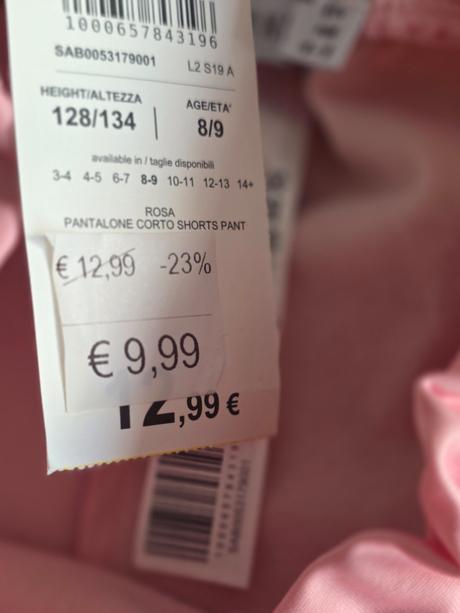 1000657843196
SAB0053179001
L2 S19 A
HEIGHT/ALTEZZA
128/134
AGE/ETA'
8/9
available in / taglie disponibili
3-4 4-5 6-7 8-9 10-11 12-13 14+
ROSA
PANTALONE CORTO SHORTS PANT
€ 12,99 -23%
€ 9,99
12,99 €
SAB0053179001